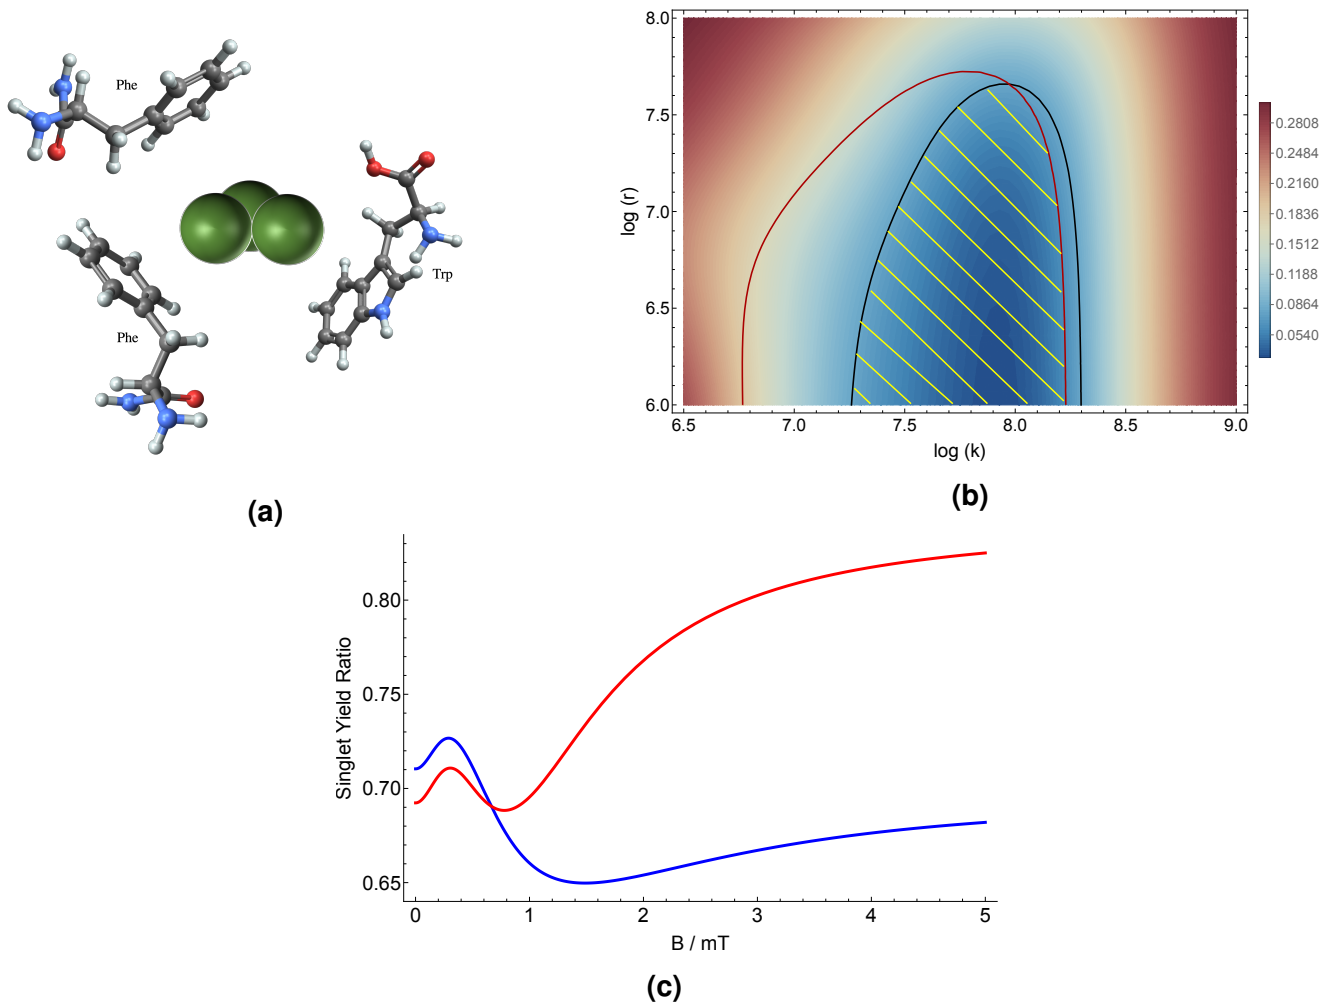 Phe
Trp
Phe
(a)
8.0
7.5
7.0
6.5
6.0
log (r)
6.5 7.0 7.5 8.0 8.5 9.0
log (k)
0.2808
0.2484
0.2160
0.1836
0.1512
0.1188
0.0864
0.0540
(b)
0.80
0.75
0.70
0.65
Singlet Yield Ratio
0 1 2 3 4 5
B / mT
(c)